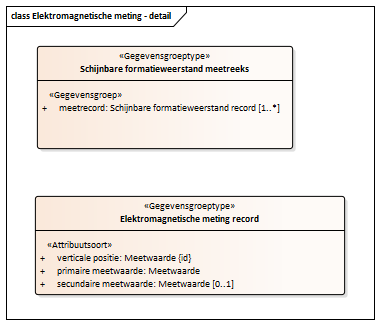 class Elektromagnetische meting - detail
«Gegevensgroeptype»
Schijnbare formatieweerstand meetreeks
«Gegevensgroep»
+ meetrecord: Schijnbare formatieweerstand record [1..*]
«Gegevensgroeptype»
Elektromagnetische meting record
«Attribuutsoort»
+ verticale positie: Meetwaarde {id}
+ primaire meetwaarde: Meetwaarde
+ secundaire meetwaarde: Meetwaarde [0..1]